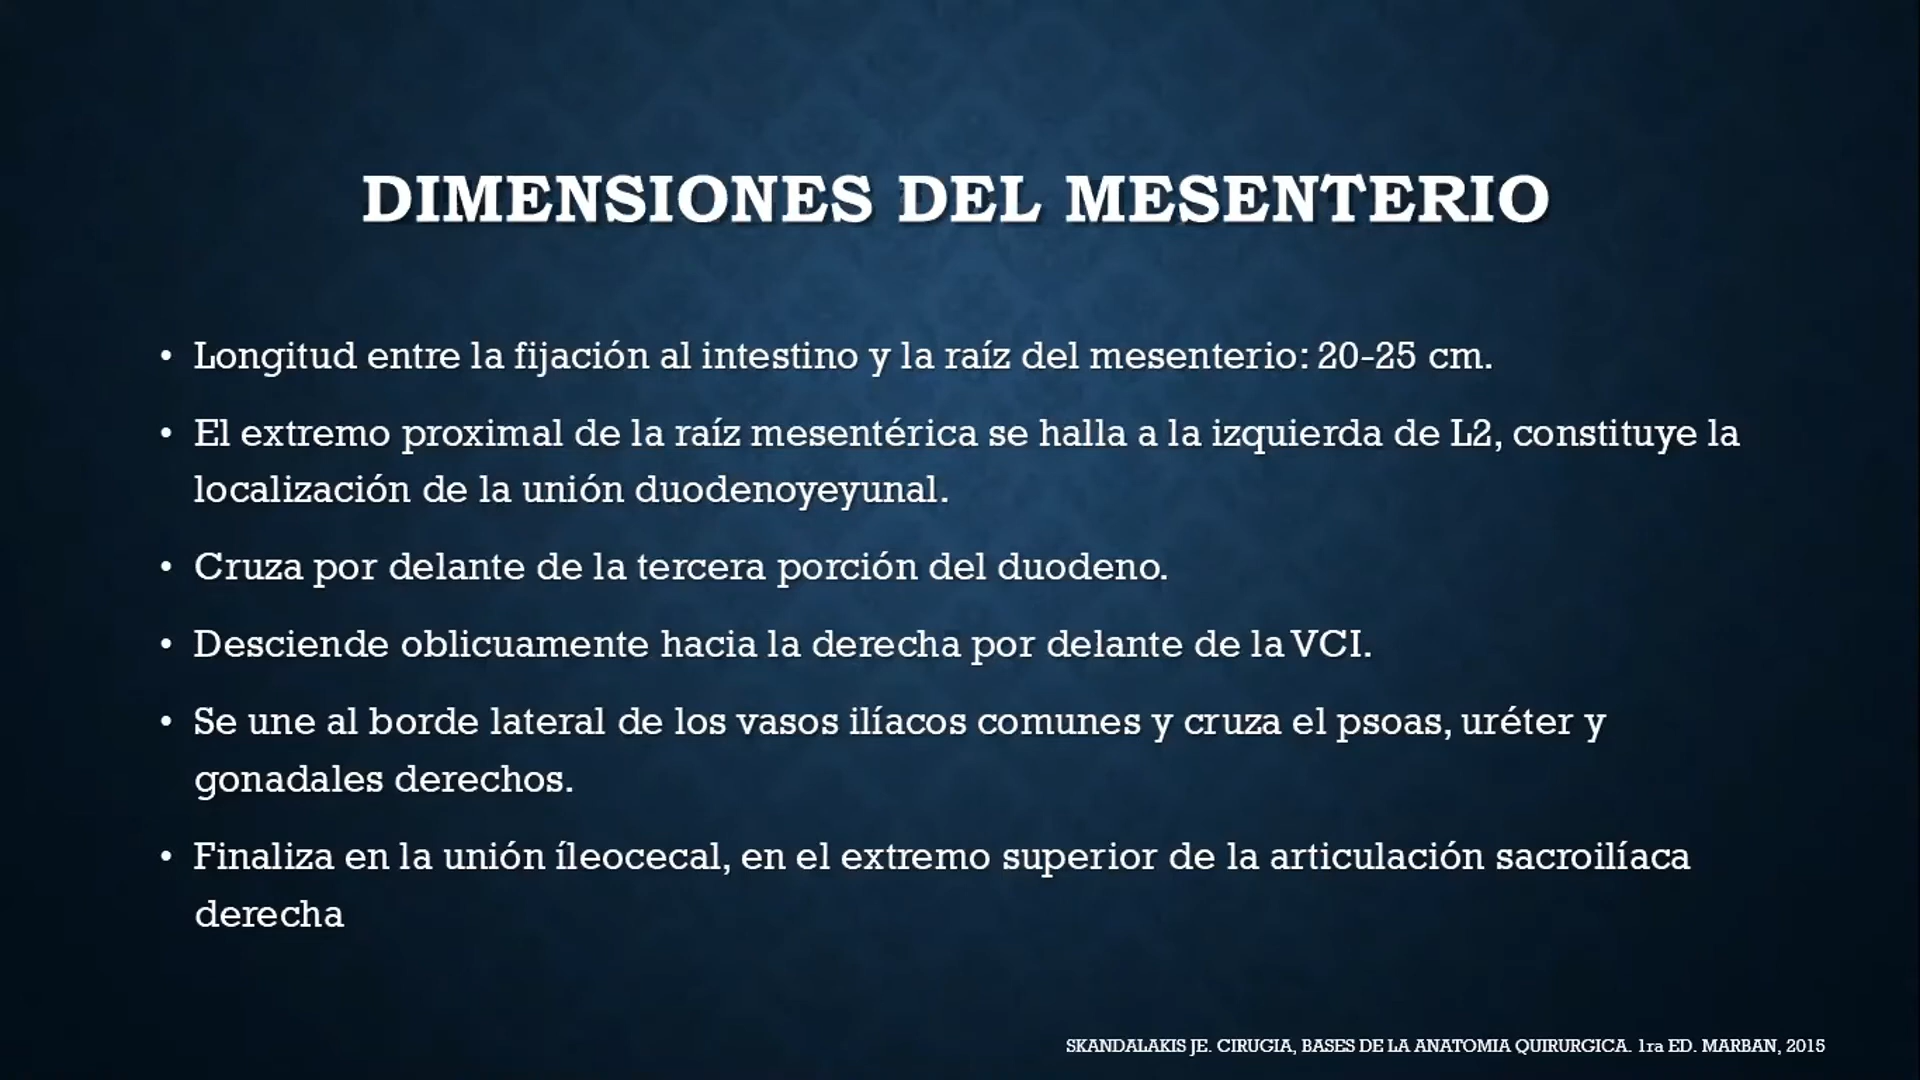 DIMENSIONES DEL MESENTERIO
• Longitud entre la fijación al intestino y la raíz del mesenterio: 20-25 cm.
• El extremo proximal de la raíz mesentérica se halla a la izquierda de L2, constituye la
localización de la unión duodenoyeyunal.
• Cruza por delante de la tercera porción del duodeno.
• Desciende oblicuamente hacia la derecha por delante de la VCI.
• Se une al borde lateral de los vasos ilíacos comunes y cruza el psoas, uréter y
gonadales derechos.
• Finaliza en la unión íleocecal, en el extremo superior de la articulación sacroilíaca
derecha
SKANDALAKIS JE. CIRUGIA, BASES DE LA ANATOMIA QUIRURGICA. 1ra ED. MARBAN, 2015